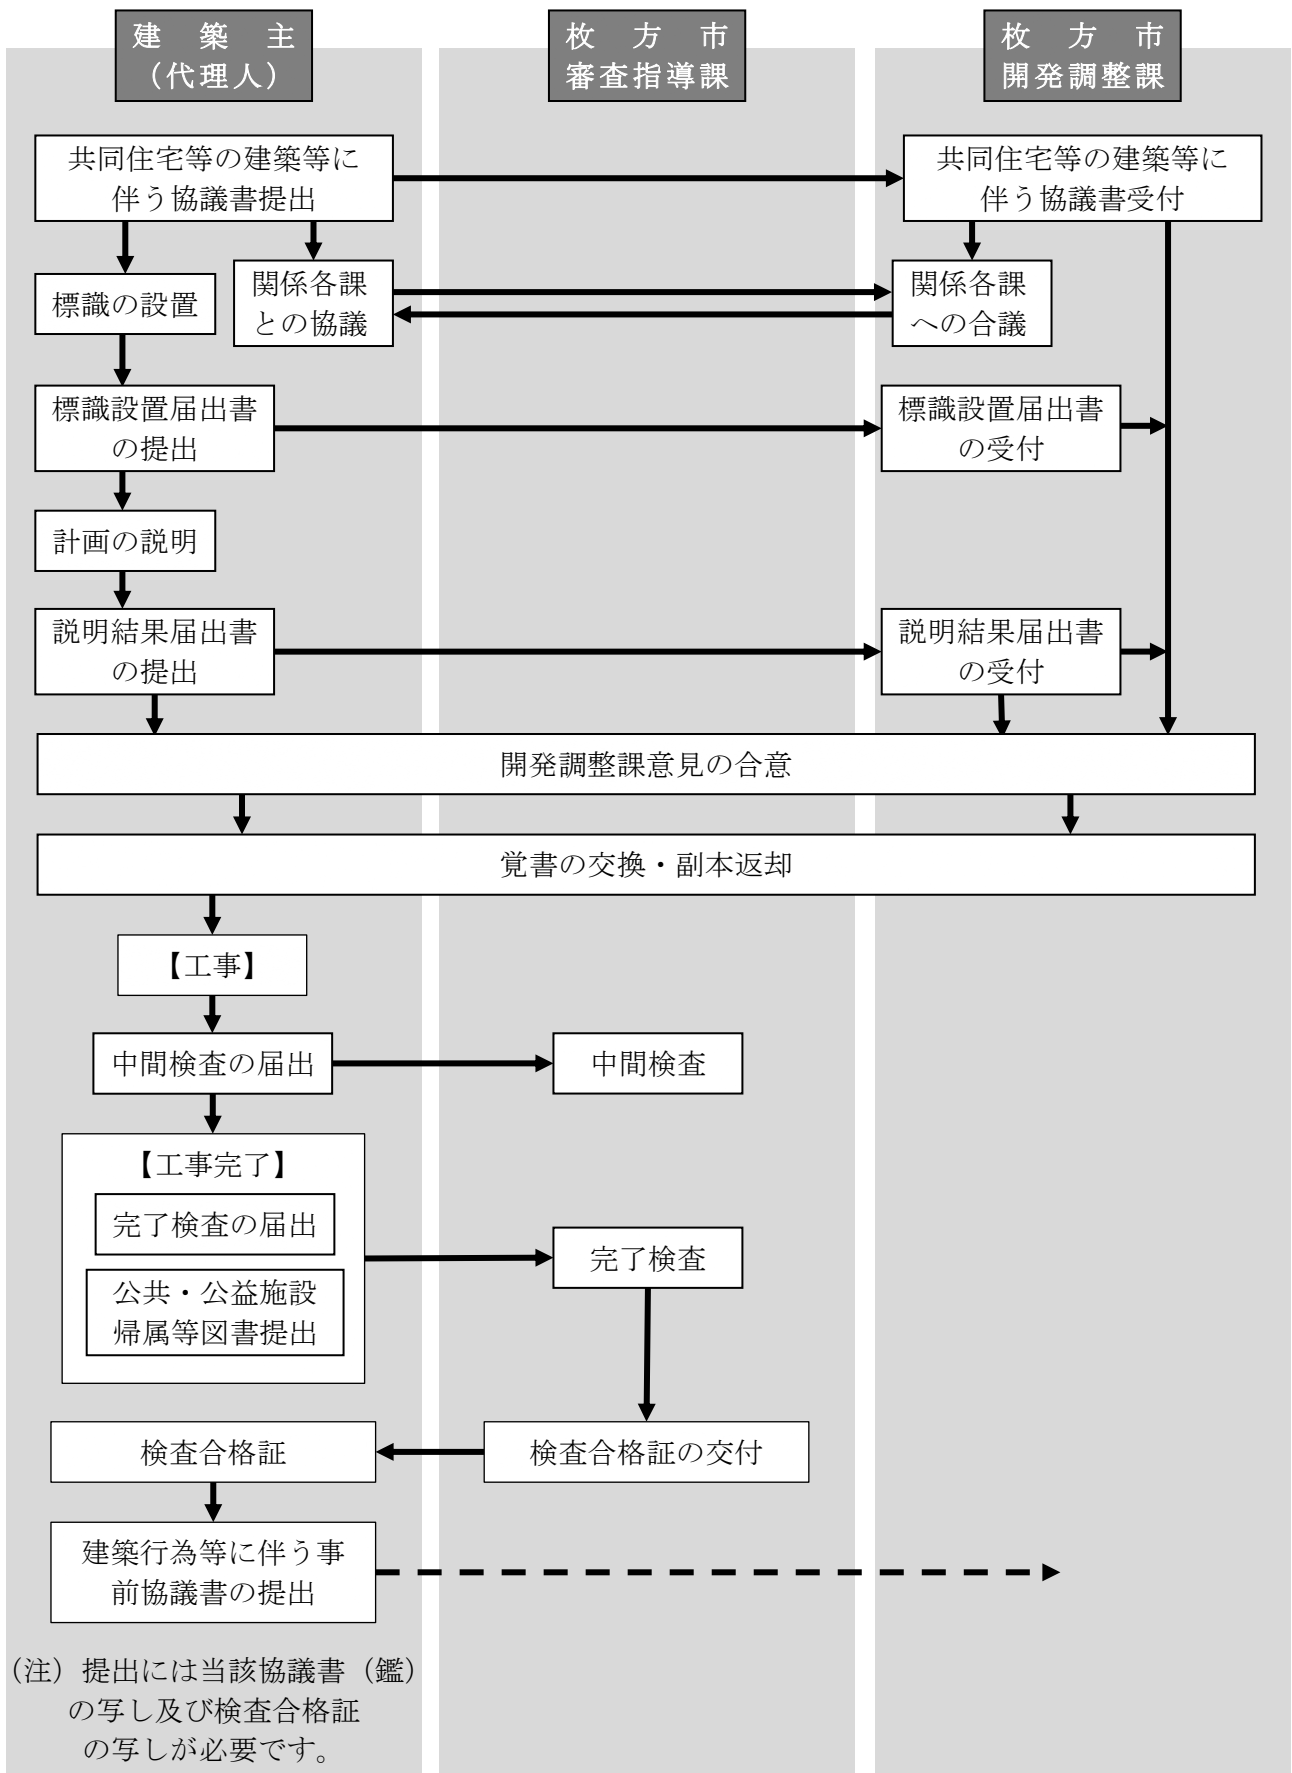 建築主
（代理人）
枚方市
審査指導課
枚方市
開発調整課
共同住宅等の建築等に
伴う協議書提出
共同住宅等の建築等に
伴う協議書受付
標識の設置
関係各課
との協議
関係各課
への合議
標識設置届出書
の提出
標識設置届出書
の受付
計画の説明
説明結果届出書
の提出
説明結果届出書
の受付
開発調整課意見の合意
覚書の交換・副本返却
【工事】
中間検査の届出
中間検査
【工事完了】
完了検査の届出
公共・公益施設
帰属等図書提出
完了検査
検査合格証
検査合格証の交付
建築行為等に伴う事
前協議書の提出
（注）提出には当該協議書（鑑）
の写し及び検査合格証
の写しが必要です。